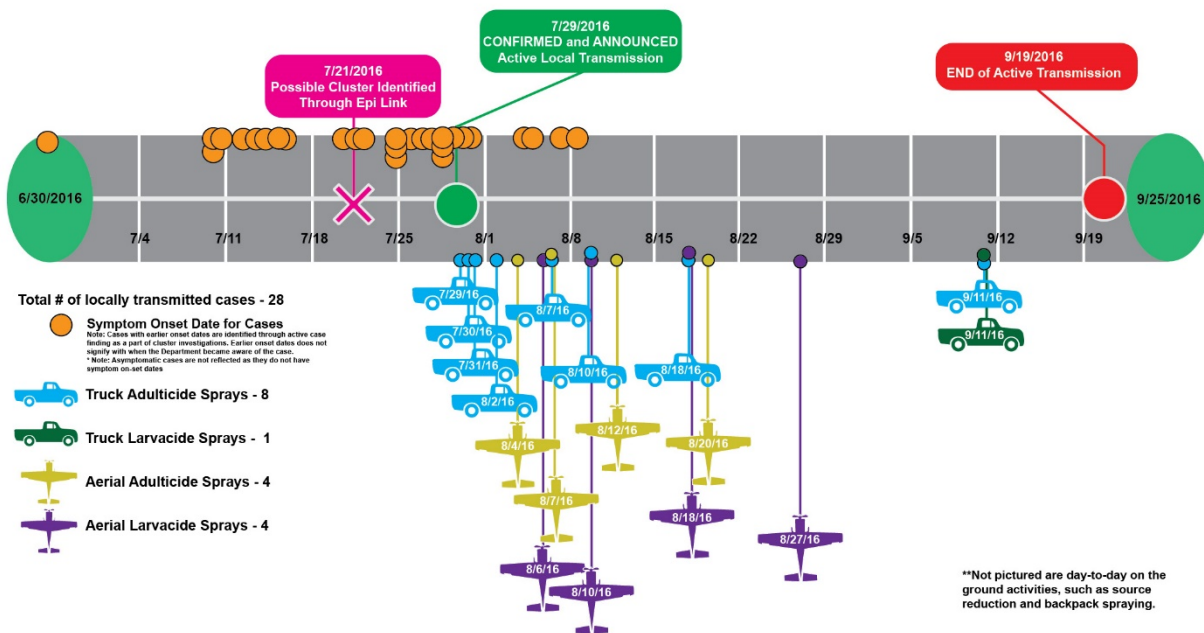 7/29/2016
CONFIRMED and ANNOUNCED
Active Local Transmission
7/21/2016
Possible Cluster Identified
Through Epi Link
9/19/2016
END of Active Transmission
6/30/2016
9/25/2016
7/4
7/11
7/18
7/25
8/1
8/8
8/15
8/22
8/29
9/5
9/12
9/19
Total # of locally transmitted cases - 28
Symptom Onset Date for Cases
Note: Cases with earlier onset dates are identified through active case
finding as a part of cluster investigations. Earlier onset dates does not
signify with when the Department became aware of the case.
* Note: Asymptomatic cases are not reflected as they do not have
symptom on-set dates
Truck Adulticide Sprays - 8
Truck Larvacide Sprays - 1
Aerial Adulticide Sprays - 4
Aerial Larvacide Sprays - 4
7/29/16
7/30/16
7/31/16
8/2/16
8/7/16
8/10/16
8/18/16
9/11/16
9/11/16
8/4/16
8/7/16
8/12/16
8/20/16
8/6/16
8/10/16
8/18/16
8/27/16
**Not pictured are day-to-day on the
ground activities, such as source
reduction and backpack spraying.